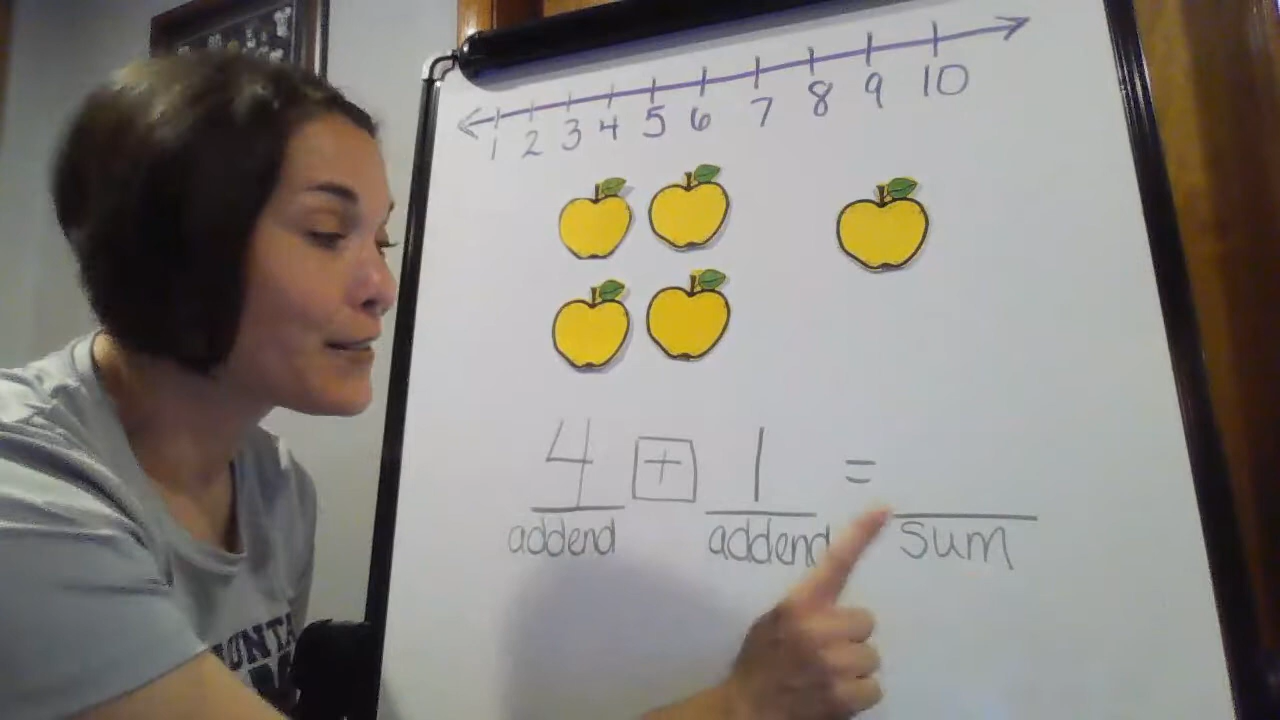 1 2 3 4 5 6 7 8 9 10
4 + 1 =
addend addend sum